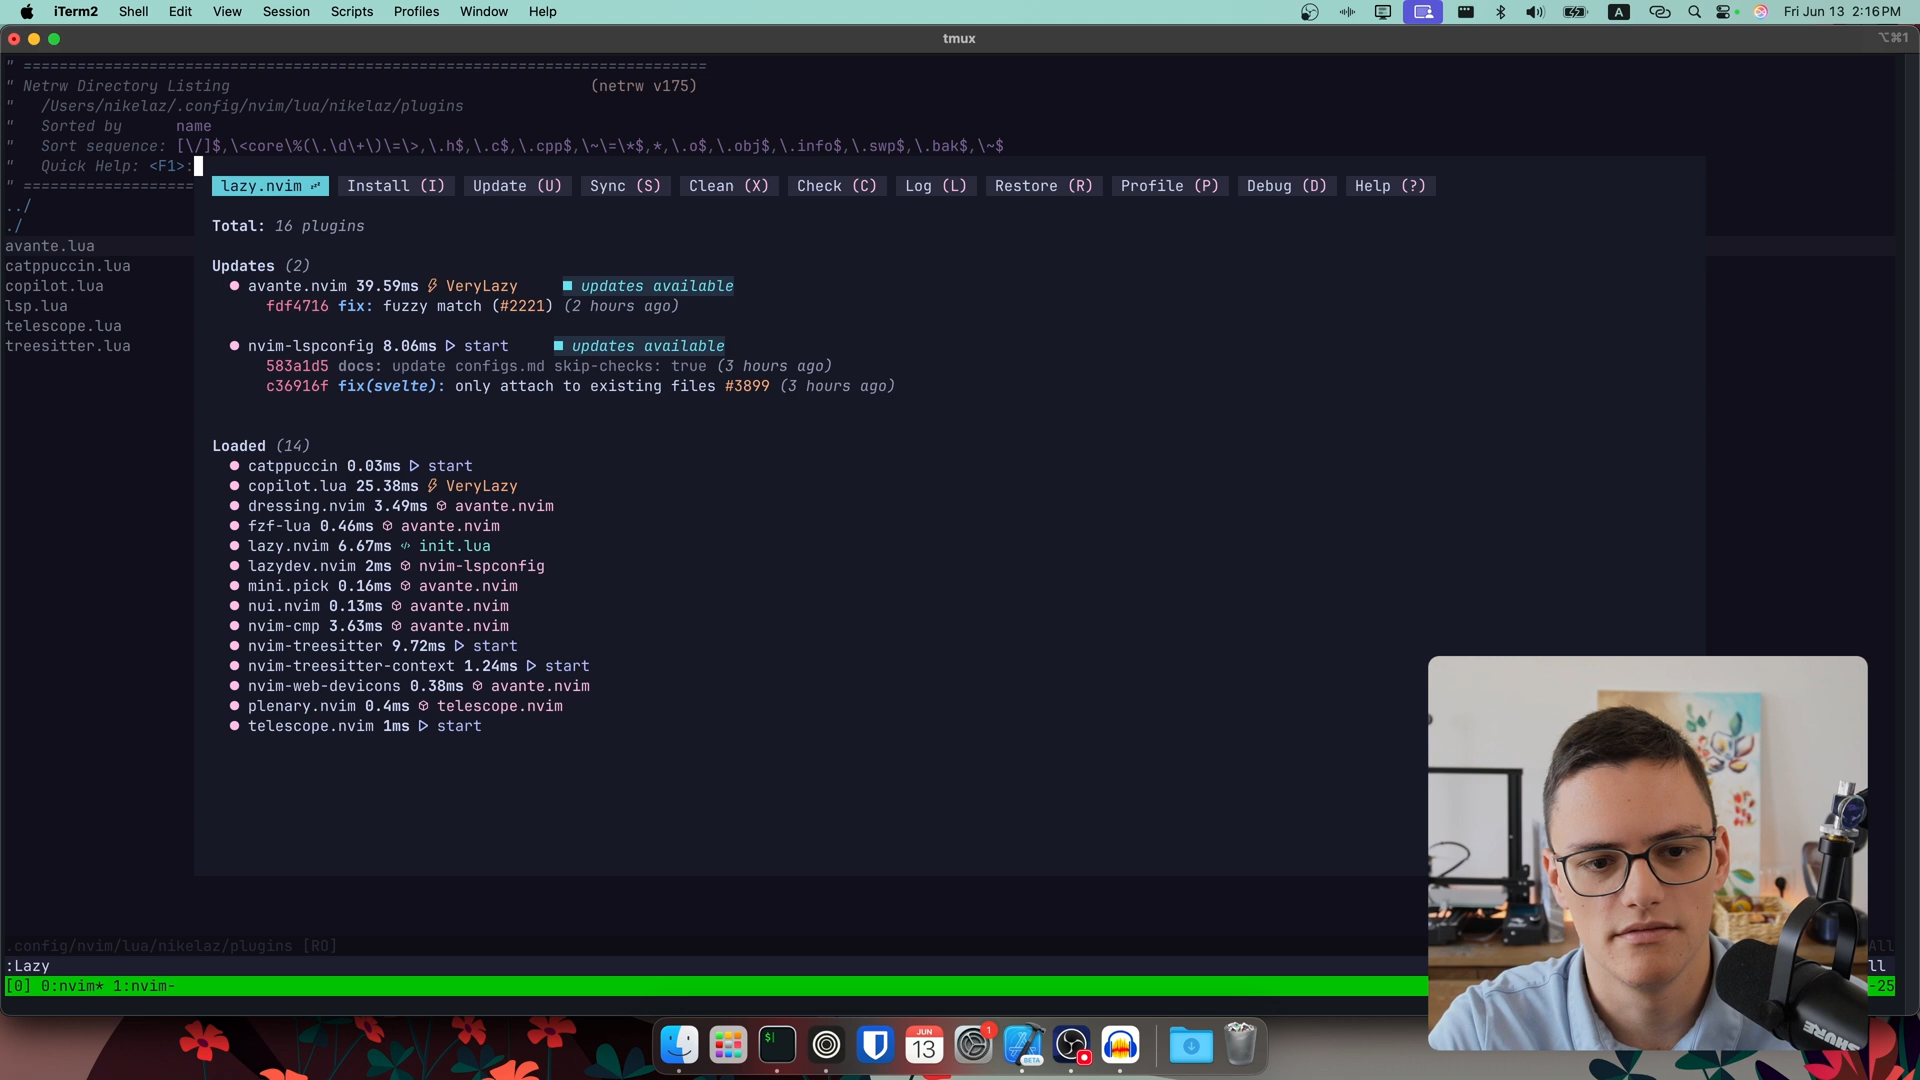 iTerm2 Shell Edit View Session Scripts Profiles Window Help A Fri Jun 13 2:16 PM
tmux ⌥⌘1
" ============================================================================
" Netrw Directory Listing (netrw v175)
" /Users/nikelaz/.config/nvim/lua/nikelaz/plugins
" Sorted by name
" Sort sequence: [\/]$,\<core\%(\.\d\+\)\=\>,\.h$,\.c$,\.cpp$,\~\=\*$,*,\.o$,\.obj$,\.info$,\.swp$,\.bak$,\~$
" Quick Help: <F1>:
" ===================
../
./
avante.lua
catppuccin.lua
copilot.lua
lsp.lua
telescope.lua
treesitter.lua
lazy.nvim Install (I) Update (U) Sync (S) Clean (X) Check (C) Log (L) Restore (R) Profile (P) Debug (D) Help (?)
Total: 16 plugins
Updates (2)
● avante.nvim 39.59ms VeryLazy ■ updates available
fdf4716 fix: fuzzy match (#2221) (2 hours ago)
● nvim-lspconfig 8.06ms ▷ start ■ updates available
583a1d5 docs: update configs.md skip-checks: true (3 hours ago)
c36916f fix(svelte): only attach to existing files #3899 (3 hours ago)
Loaded (14)
● catppuccin 0.03ms ▷ start
● copilot.lua 25.38ms VeryLazy
● dressing.nvim 3.49ms avante.nvim
● fzf-lua 0.46ms avante.nvim
● lazy.nvim 6.67ms init.lua
● lazydev.nvim 2ms nvim-lspconfig
● mini.pick 0.16ms avante.nvim
● nui.nvim 0.13ms avante.nvim
● nvim-cmp 3.63ms avante.nvim
● nvim-treesitter 9.72ms ▷ start
● nvim-treesitter-context 1.24ms ▷ start
● nvim-web-devicons 0.38ms avante.nvim
● plenary.nvim 0.4ms telescope.nvim
● telescope.nvim 1ms ▷ start
.config/nvim/lua/nikelaz/plugins [RO] All
:Lazy ll
[0] 0:nvim* 1:nvim- -25
$
JUN
13
1
BETA
SHURE